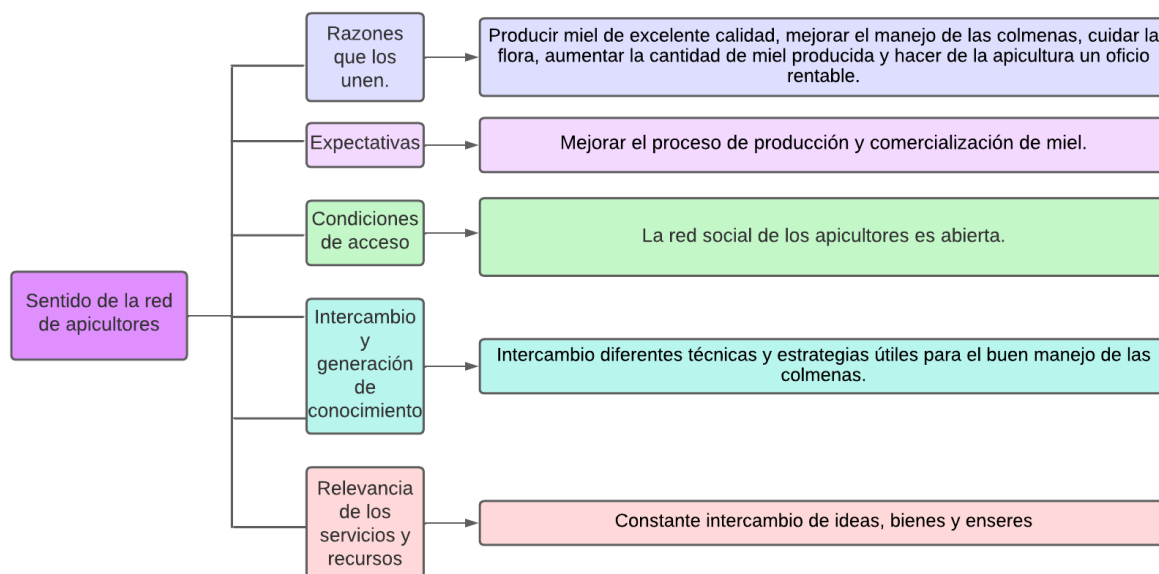 Razones
que los
unen.
Producir miel de excelente calidad, mejorar el manejo de las colmenas, cuidar la
flora, aumentar la cantidad de miel producida y hacer de la apicultura un oficio
rentable.
Expectativas
Mejorar el proceso de producción y comercialización de miel.
Condiciones
de acceso
La red social de los apicultores es abierta.
Sentido de la red
de apicultores
Intercambio
y
generación
de
conocimiento
Intercambio diferentes técnicas y estrategias útiles para el buen manejo de las
colmenas.
Relevancia
de los
servicios y
recursos
Constante intercambio de ideas, bienes y enseres